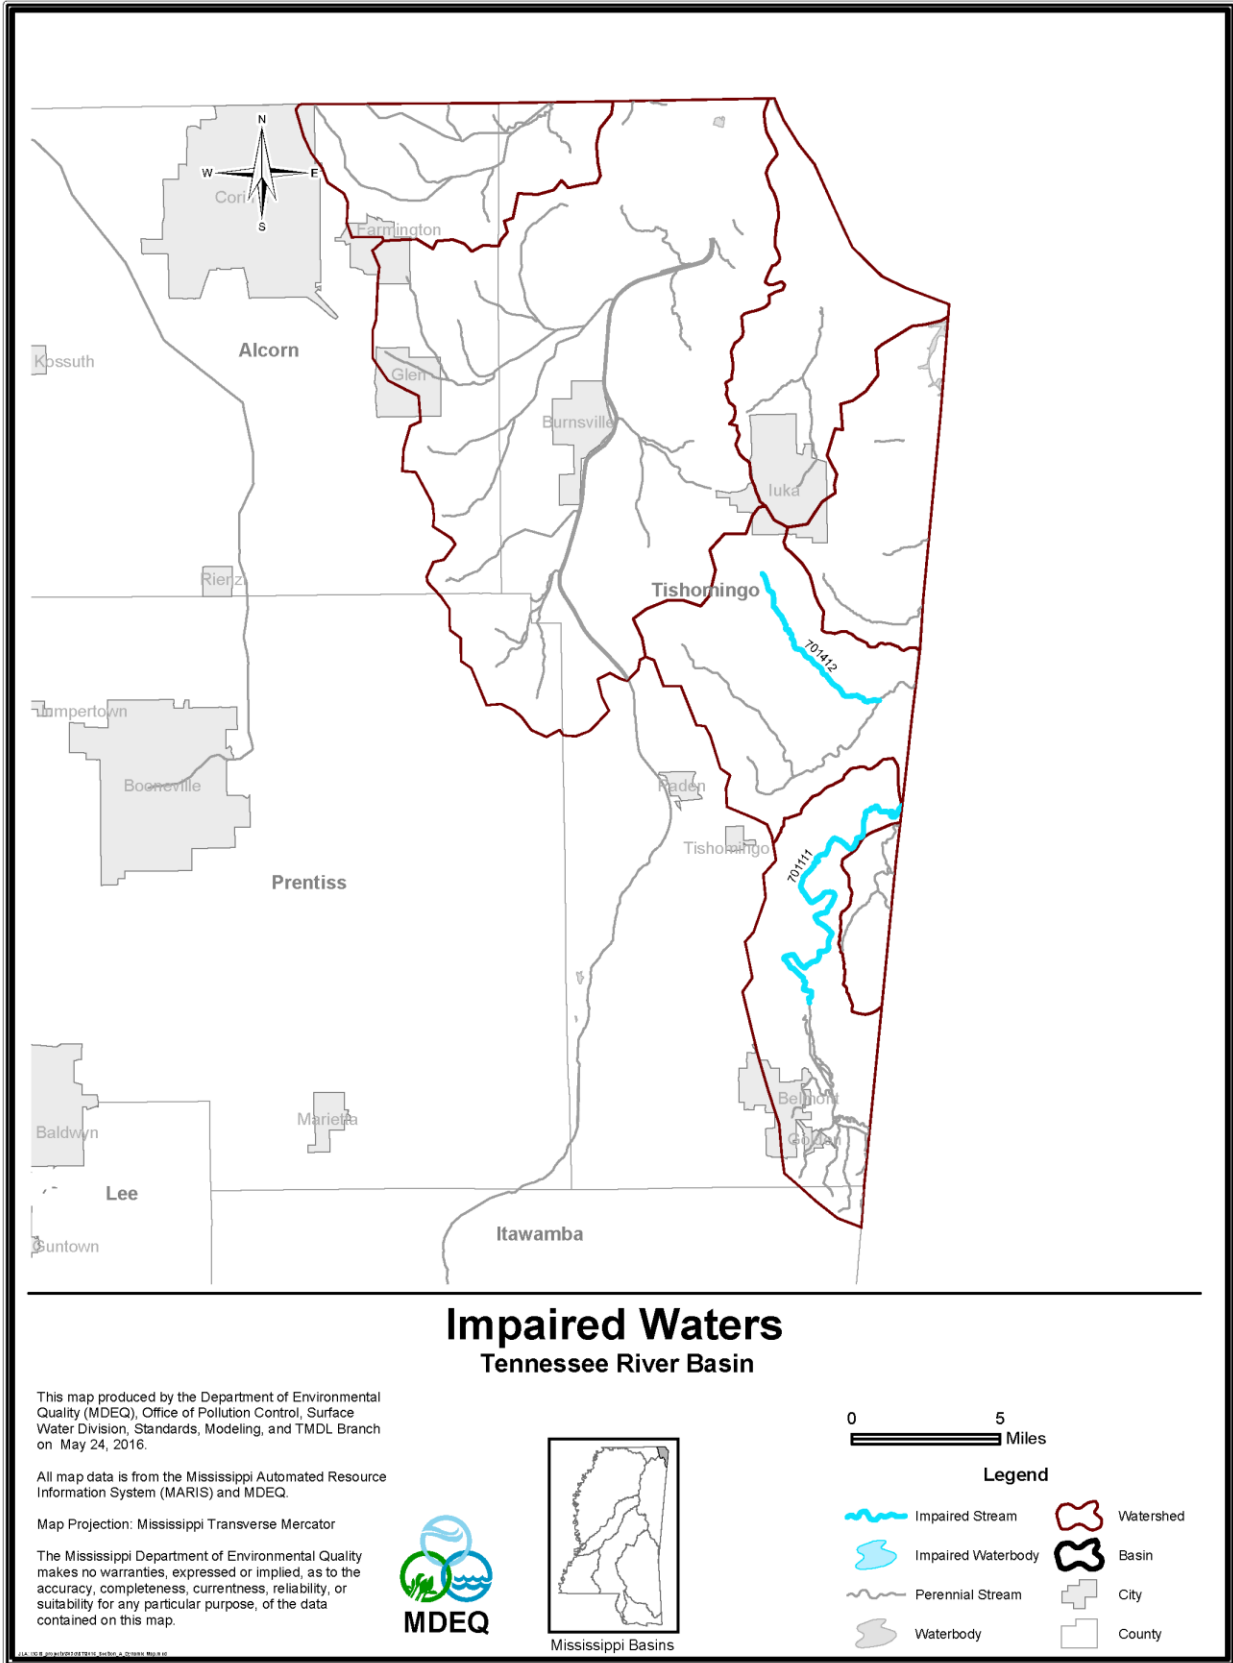 N
W
E
Cori
S
Farmington
Alcorn
Kossuth
Glen
Burnsville
Iuka
Rienzi
Tishomingo
701412
Jumpertown
Booneville
Paden
Tishomingo
701111
Prentiss
Belmont
Marietta
Baldwyn
Golden
Lee
Itawamba
Guntown
Impaired Waters
Tennessee River Basin
This map produced by the Department of Environmental
Quality (MDEQ), Office of Pollution Control, Surface
Water Division, Standards, Modeling, and TMDL Branch
on May 24, 2016.
All map data is from the Mississippi Automated Resource
Information System (MARIS) and MDEQ.
Map Projection: Mississippi Transverse Mercator
The Mississippi Department of Environmental Quality
makes no warranties, expressed or implied, as to the
accuracy, completeness, currentness, reliability, or
suitability for any particular purpose, of the data
contained on this map.
MDEQ
Mississippi Basins
0 5
Miles
Legend
Impaired Stream
Watershed
Impaired Waterbody
Basin
Perennial Stream
City
Waterbody
County